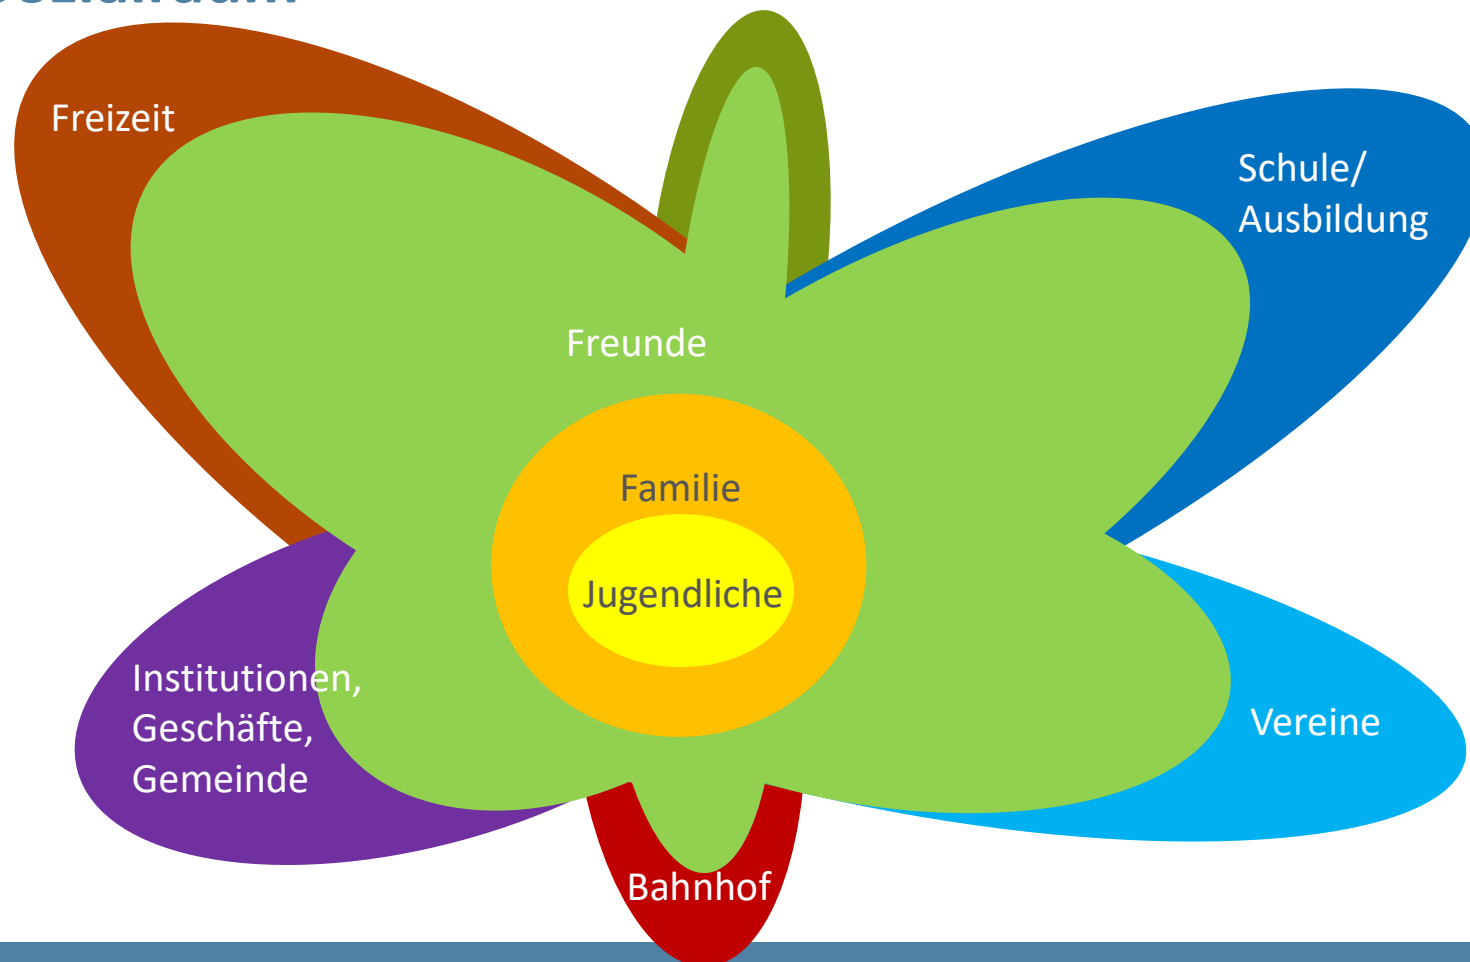 Freizeit
Schule/
Ausbildung
Freunde
Familie
Jugendliche
Institutionen,
Geschäfte,
Gemeinde
Vereine
Bahnhof